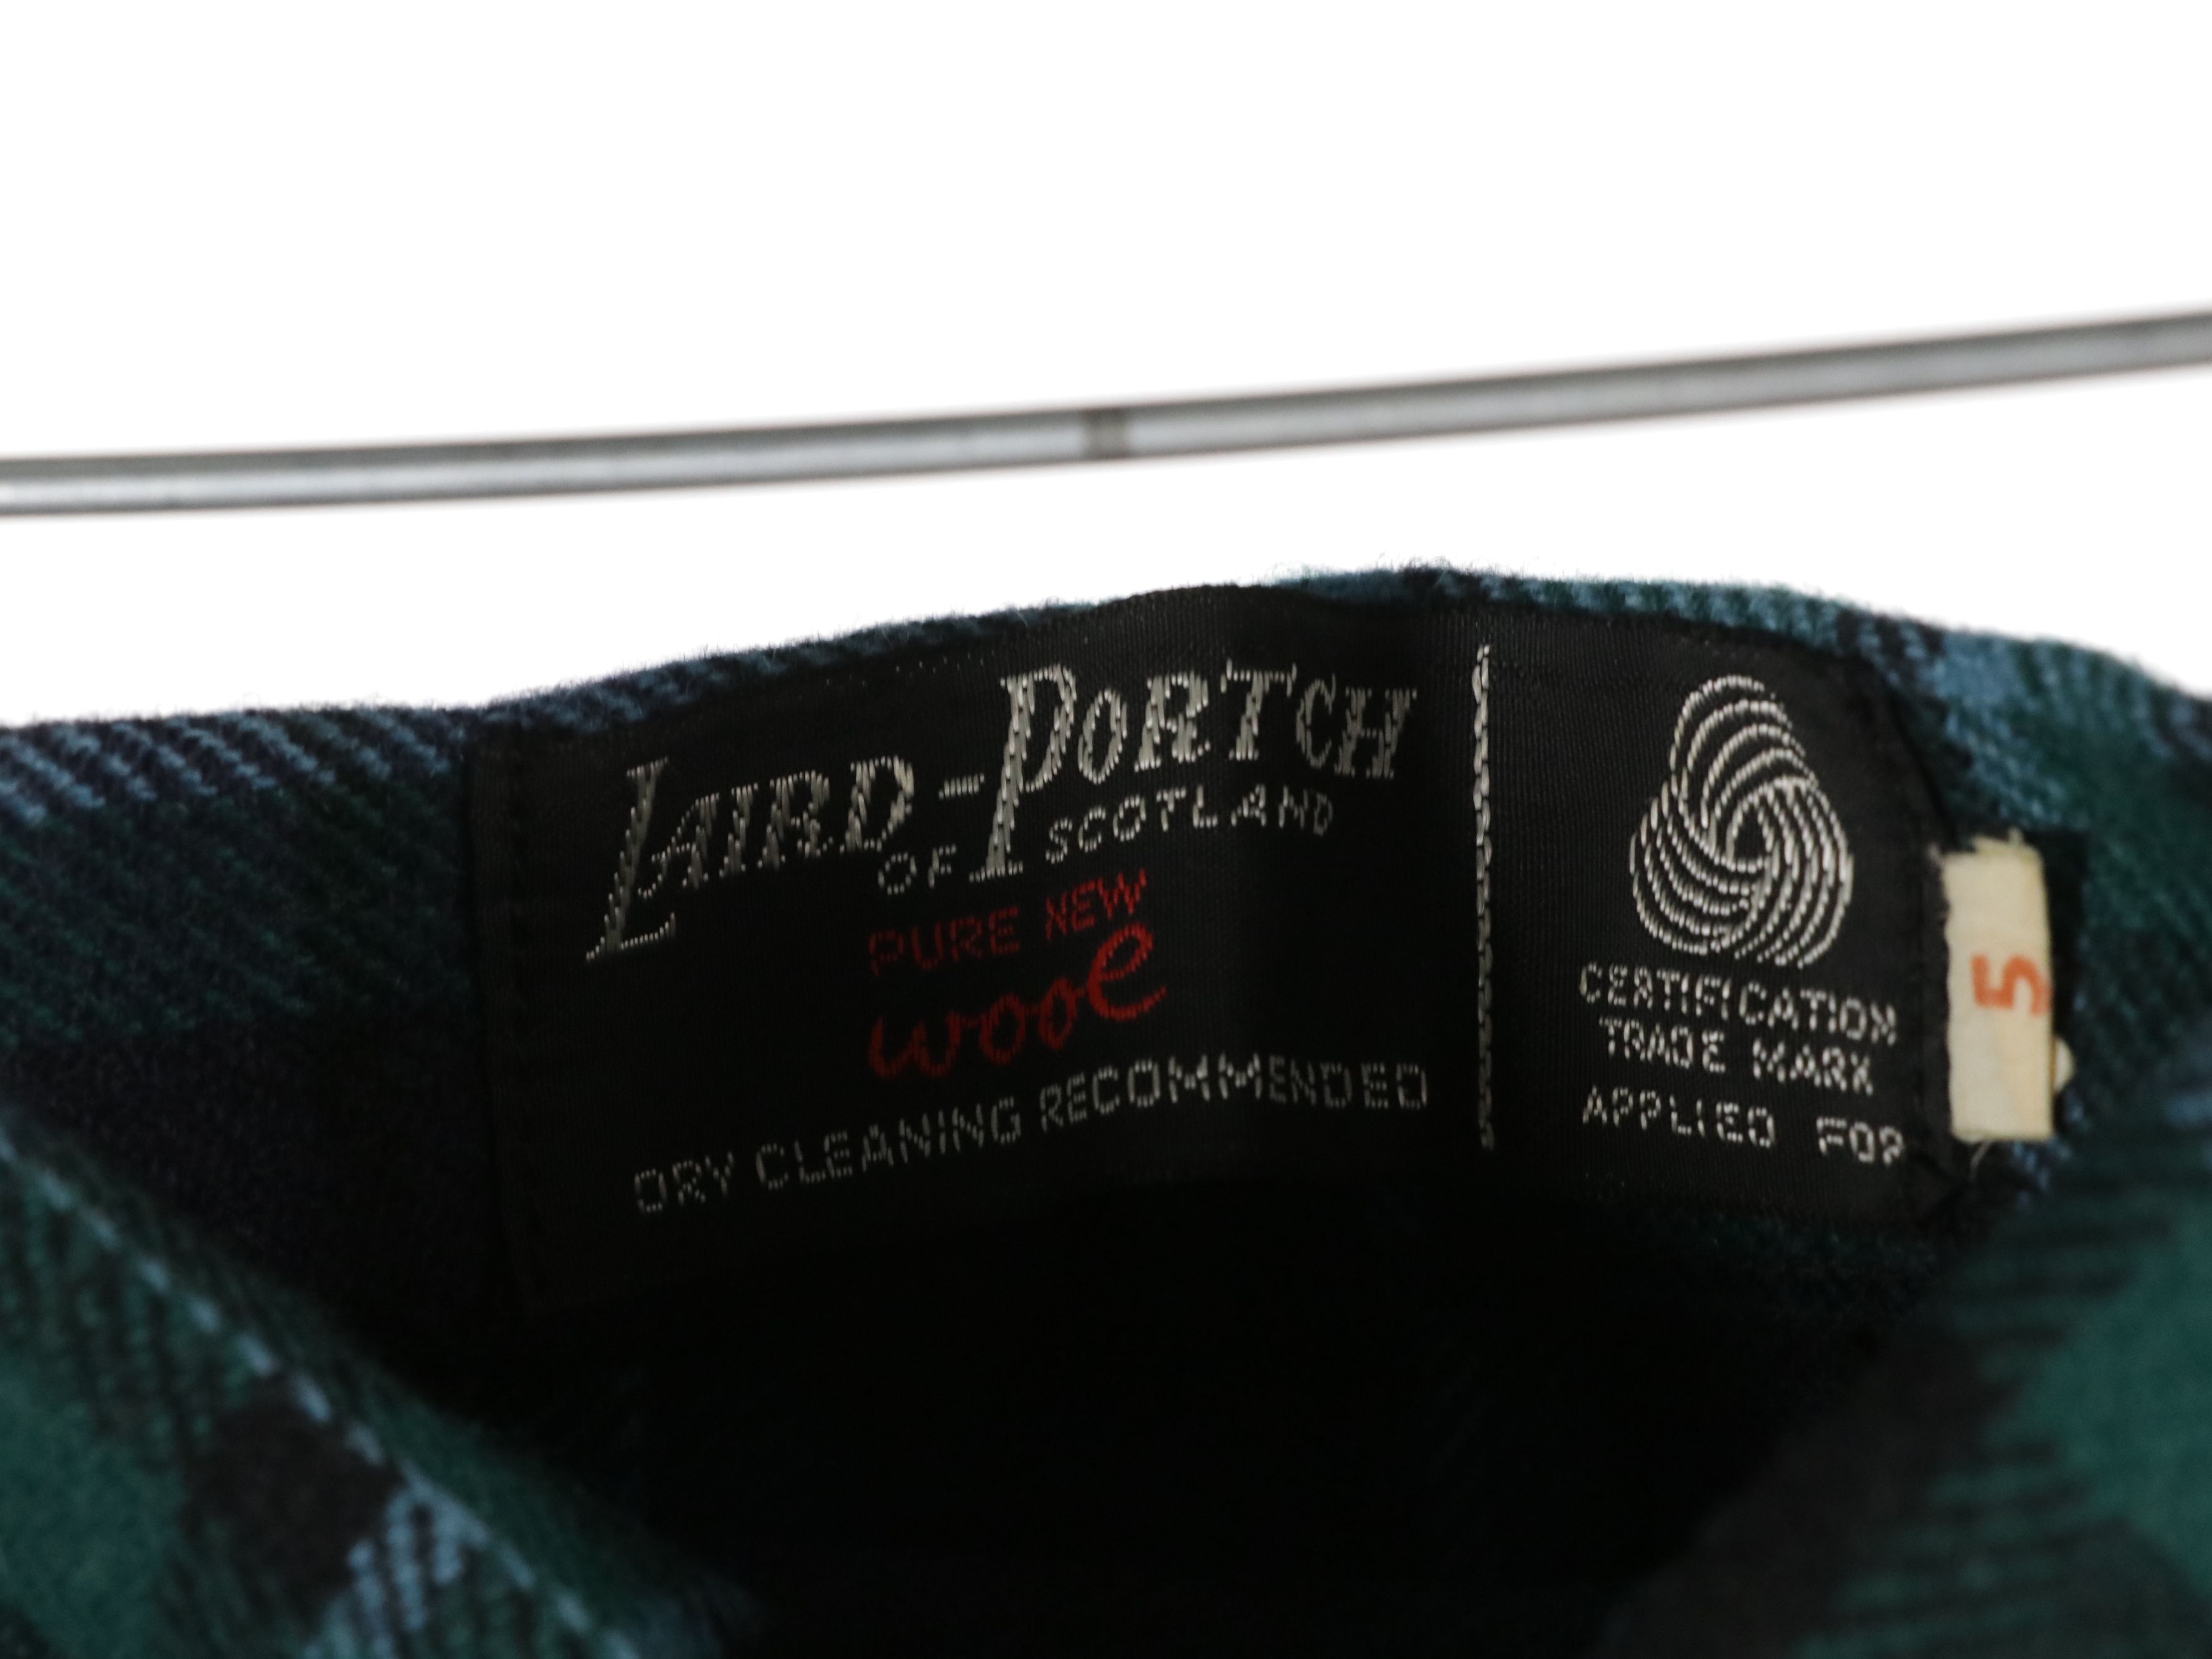 LAIRD-PORTCH
OF SCOTLAND
PURE NEW
wool
DRY CLEANING RECOMMENDED
CERTIFICATION
TRADE MARK
APPLIED FOR
5